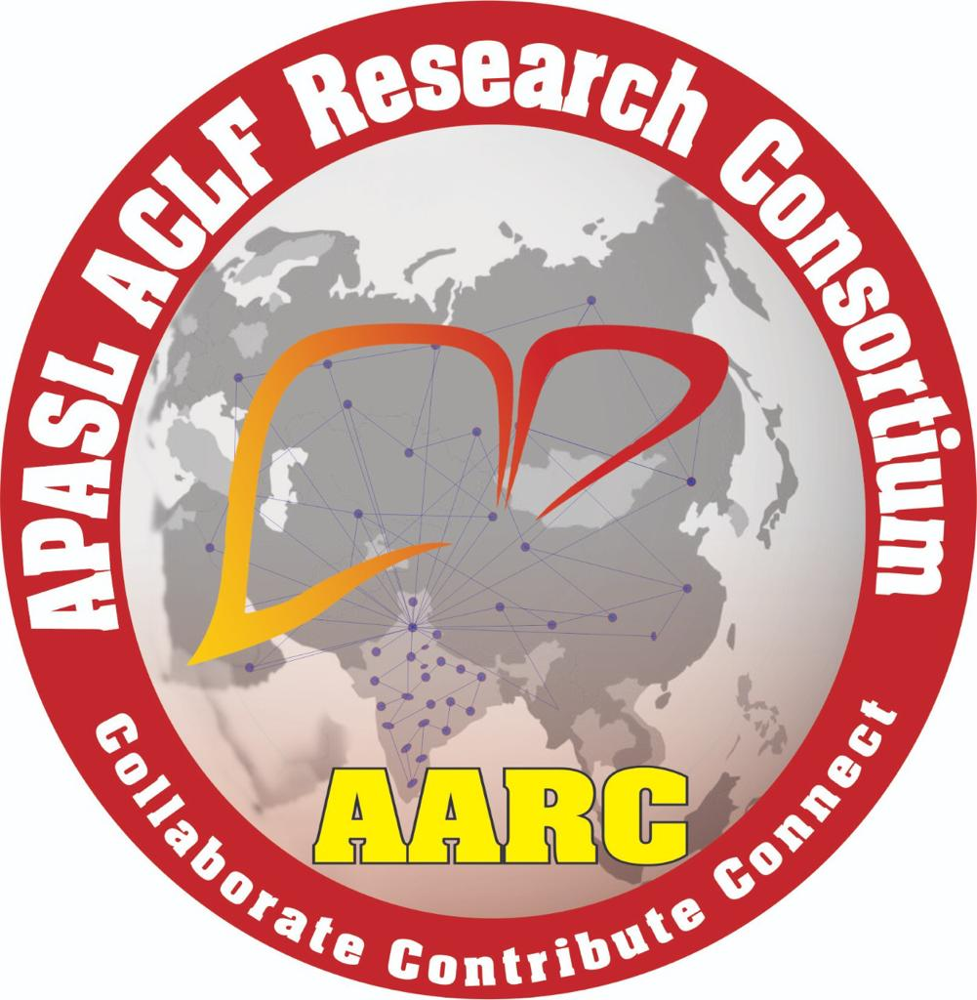 APASL ACLF Research Consortium
AARC
Collaborate Contribute Connect